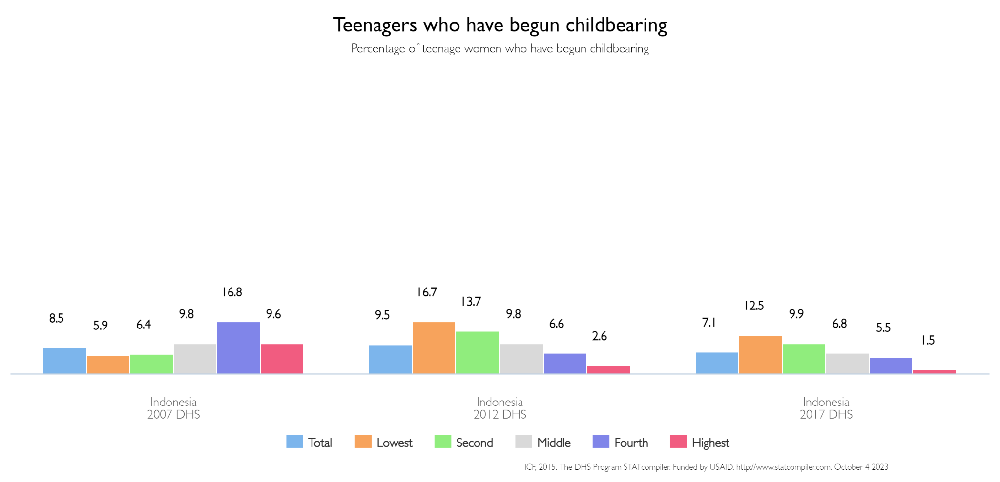 Teenagers who have begun childbearing
Percentage of teenage women who have begun childbearing
8.5
5.9
6.4
9.8
16.8
9.6
9.5
16.7
13.7
9.8
6.6
2.6
7.1
12.5
9.9
6.8
5.5
1.5
Indonesia
2007 DHS
Indonesia
2012 DHS
Indonesia
2017 DHS
Total Lowest Second Middle Fourth Highest
ICF, 2015. The DHS Program STATcompiler. Funded by USAID. http://www.statcompiler.com. October 4 2023